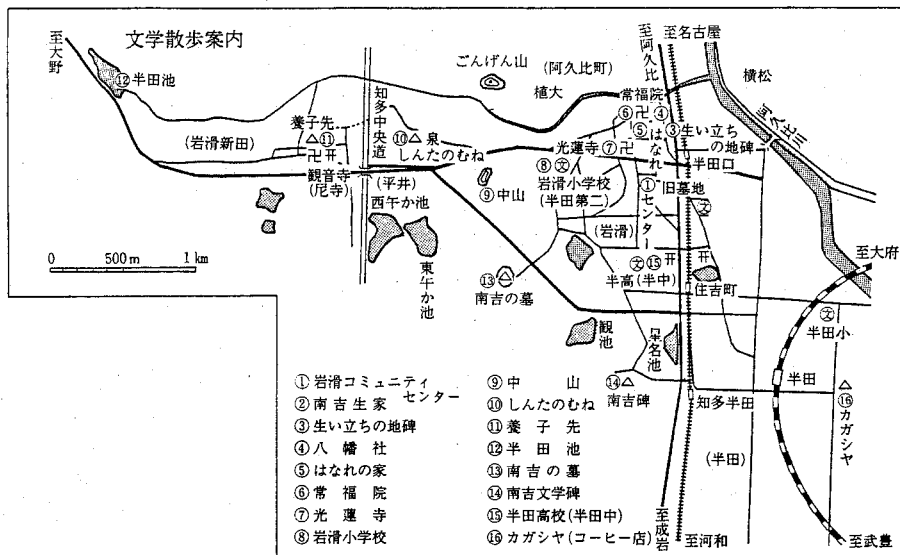 文学散歩案内
至大野
⑫半田池
(岩滑新田)
養子先
⑪
観音寺
(尼寺)
知多中央道
⑩
泉
しんたのむね
(平井)
西午か池
東午か池
ごんげん山
(阿久比町)
植大
⑨中山
常福院
⑥
④
⑤はなれ
光蓮寺⑦
⑧文
岩滑小学校
(半田第二)
(岩滑)
①センター
旧墓地
文
③生い立ち
の地碑
半田口
至阿久比
至名古屋
横松
阿久比川
至大府
文⑮
半高(半中)
住吉町
⑬
南吉の墓
観池
星名池
⑭
南吉碑
知多半田
文
半田小
半田
⑯カガシヤ
(半田)
至成岩
至河和
至武豊
0 500m 1km
①岩滑コミュニティ
センター
②南吉生家
③生い立ちの地碑
④八幡社
⑤はなれの家
⑥常福院
⑦光蓮寺
⑧岩滑小学校
⑨中山
⑩しんたのむね
⑪養子先
⑫半田池
⑬南吉の墓
⑭南吉文学碑
⑮半田高校(半田中)
⑯カガシヤ(コーヒー店)